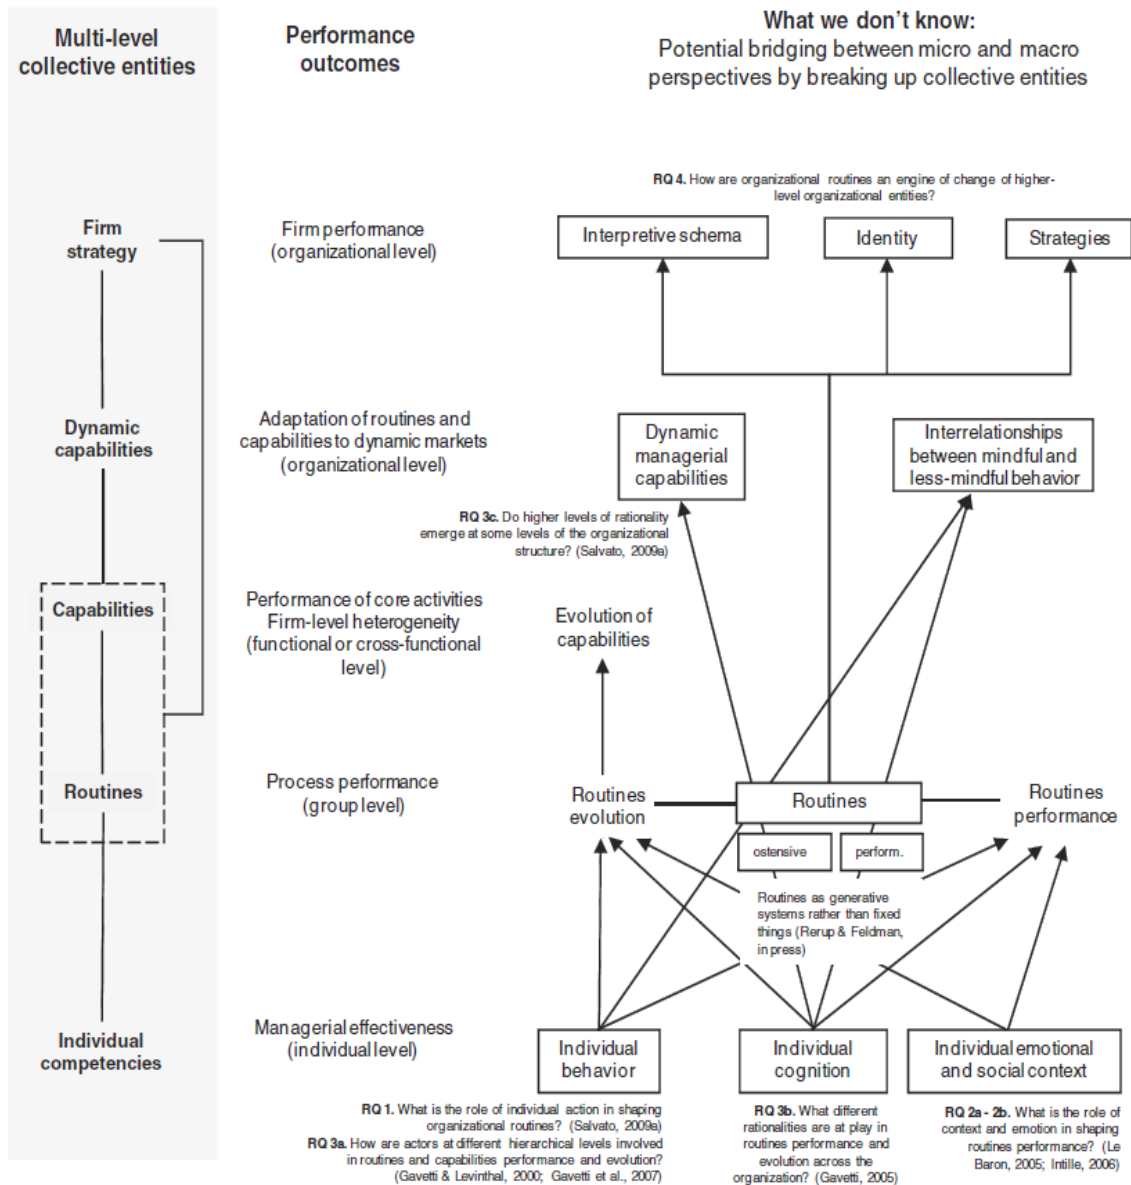 Multi-level
collective entities
Performance
outcomes
What we don't know:
Potential bridging between micro and macro
perspectives by breaking up collective entities
RQ 4. How are organizational routines an engine of change of higher-
level organizational entities?
Firm
strategy
Firm performance
(organizational level)
Interpretive schema
Identity
Strategies
Dynamic
capabilities
Adaptation of routines and
capabilities to dynamic markets
(organizational level)
Dynamic
managerial
capabilities
Interrelationships
between mindful and
less-mindful behavior
RQ 3c. Do higher levels of rationality
emerge at some levels of the organizational
structure? (Salvato, 2009a)
Capabilities
Performance of core activities
Firm-level heterogeneity
(functional or cross-functional
level)
Evolution of
capabilities
Routines
Process performance
(group level)
Routines
evolution
Routines
Routines
performance
ostensive
perform.
Routines as generative
systems rather than fixed
things (Rerup & Feldman,
in press)
Individual
competencies
Managerial effectiveness
(individual level)
Individual
behavior
Individual
cognition
Individual emotional
and social context
RQ 1. What is the role of individual action in shaping
organizational routines? (Salvato, 2009a)
RQ 3a. How are actors at different hierarchical levels involved
in routines and capabilities performance and evolution?
(Gavetti & Levinthal, 2000; Gavetti et al., 2007)
RQ 3b. What different
rationalities are at play in
routines performance and
evolution across the
organization? (Gavetti, 2005)
RQ 2a - 2b. What is the role of
context and emotion in shaping
routines performance? (Le
Baron, 2005; Intille, 2006)